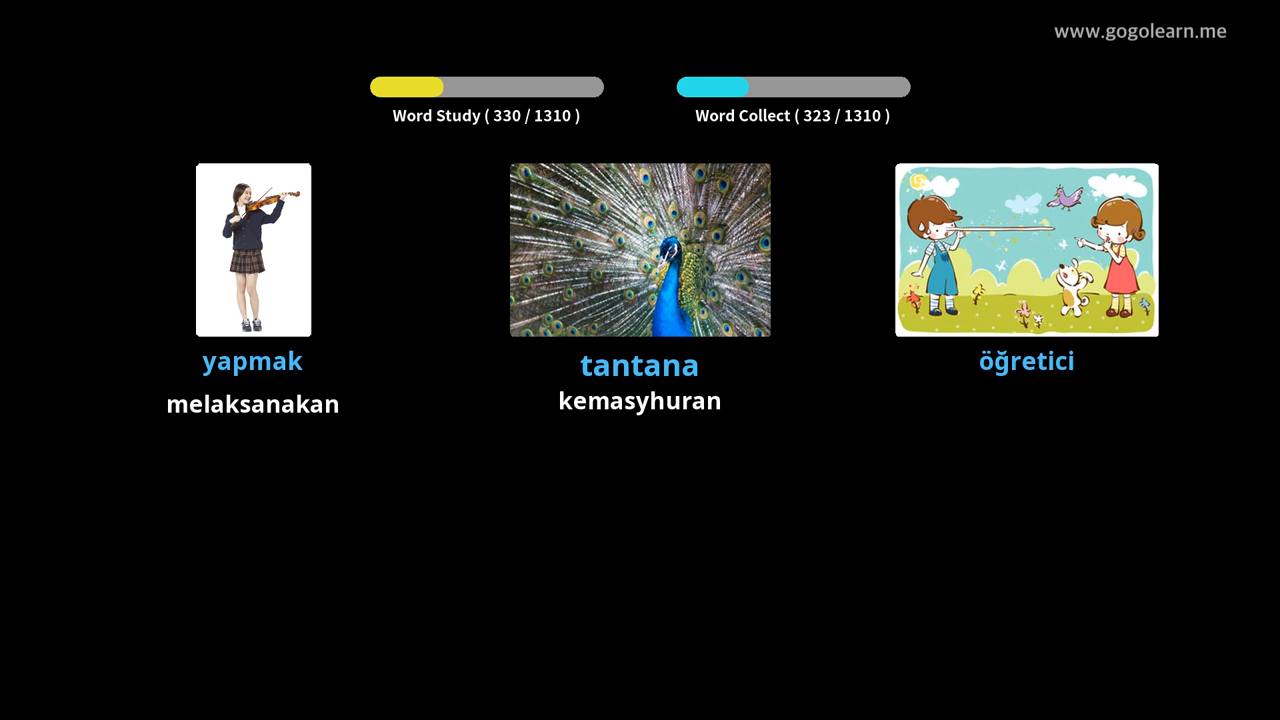 www.gogolearn.me
Word Study ( 330 / 1310 )
Word Collect ( 323 / 1310 )
yapmak
melaksanakan
tantana
kemasyhuran
öğretici